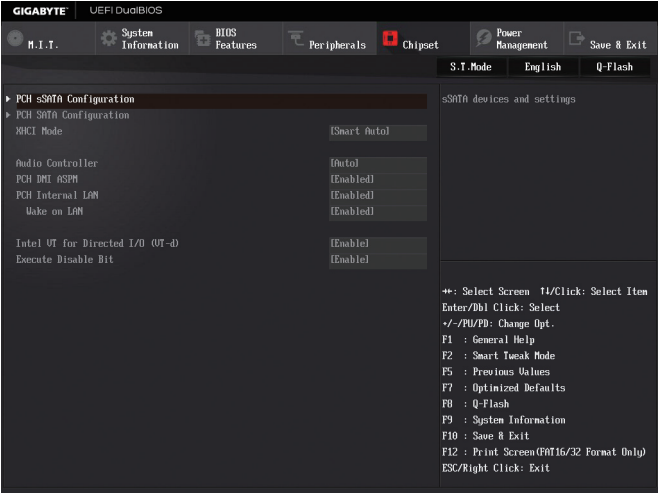 GIGABYTE™ UEFI DualBIOS
M.I.T. System Information BIOS Features Peripherals Chipset Power Management Save & Exit
S.T.Mode English Q-Flash
PCH sSATA Configuration
PCH SATA Configuration
XHCI Mode [Smart Auto]
Audio Controller [Auto]
PCH DMI ASPM [Enabled]
PCH Internal LAN [Enabled]
Wake on LAN [Enabled]
Intel VT for Directed I/O (VT-d) [Enable]
Execute Disable Bit [Enable]
sSATA devices and settings
→←: Select Screen ↑↓/Click: Select Item
Enter/Dbl Click: Select
+/-/PU/PD: Change Opt.
F1 : General Help
F2 : Smart Tweak Mode
F5 : Previous Values
F7 : Optimized Defaults
F8 : Q-Flash
F9 : System Information
F10 : Save & Exit
F12 : Print Screen(FAT16/32 Format Only)
ESC/Right Click: Exit